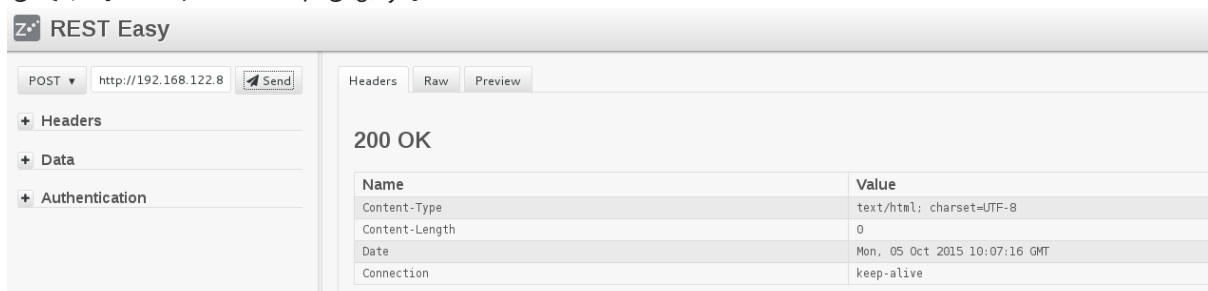 REST Easy
POST ▾ http://192.168.122.8 Send
Headers Raw Preview
+ Headers
200 OK
+ Data
Name Value
+ Authentication
Content-Type text/html; charset=UTF-8
Content-Length 0
Date Mon, 05 Oct 2015 10:07:16 GMT
Connection keep-alive